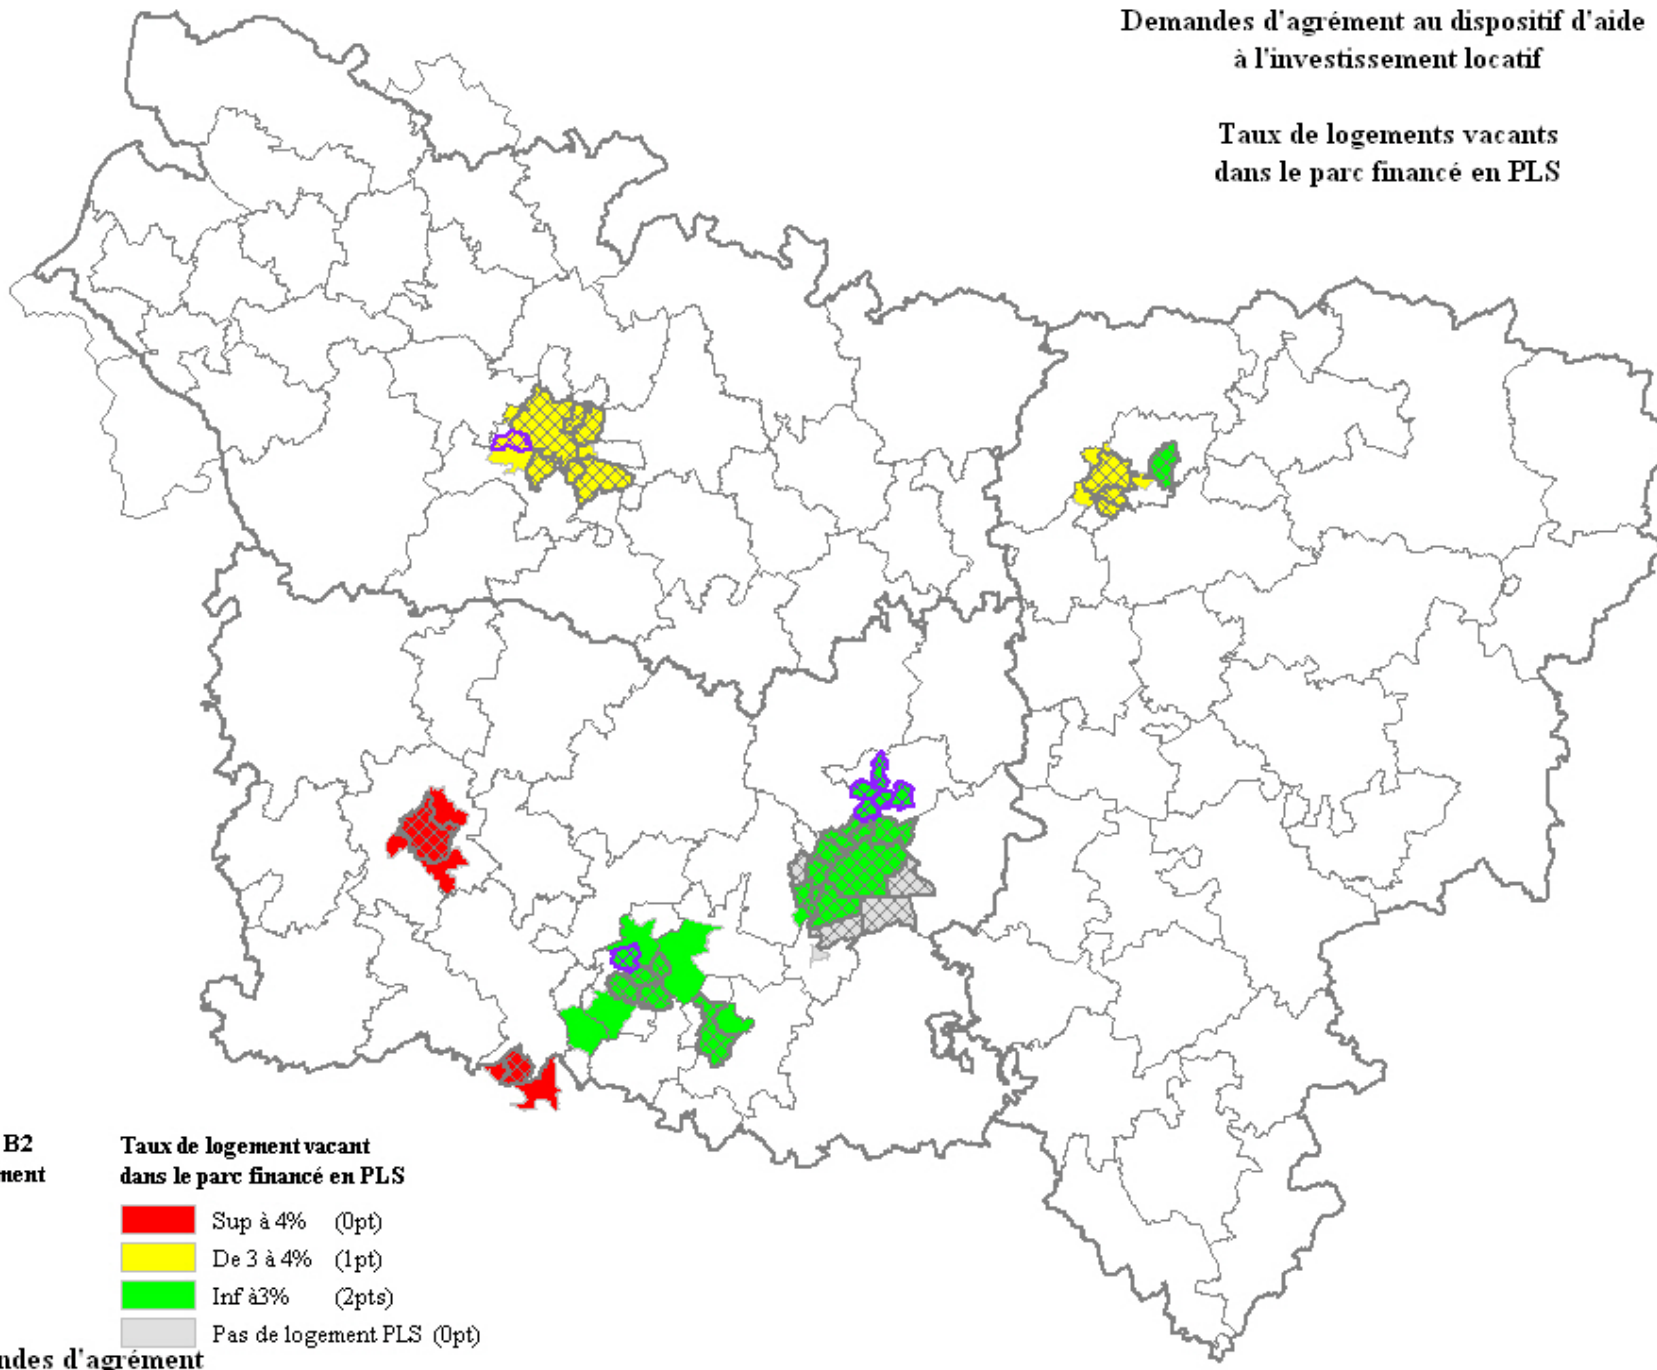 Demandes d'agrément au dispositif d'aide
à l'investissement locatif
Taux de logements vacants
dans le parc financé en PLS
B2
Taux de logement vacant
dans le parc financé en PLS
Sup à 4% (0pt)
De 3 à 4% (1pt)
Inf à3% (2pts)
Pas de logement PLS (0pt)
d'agrément